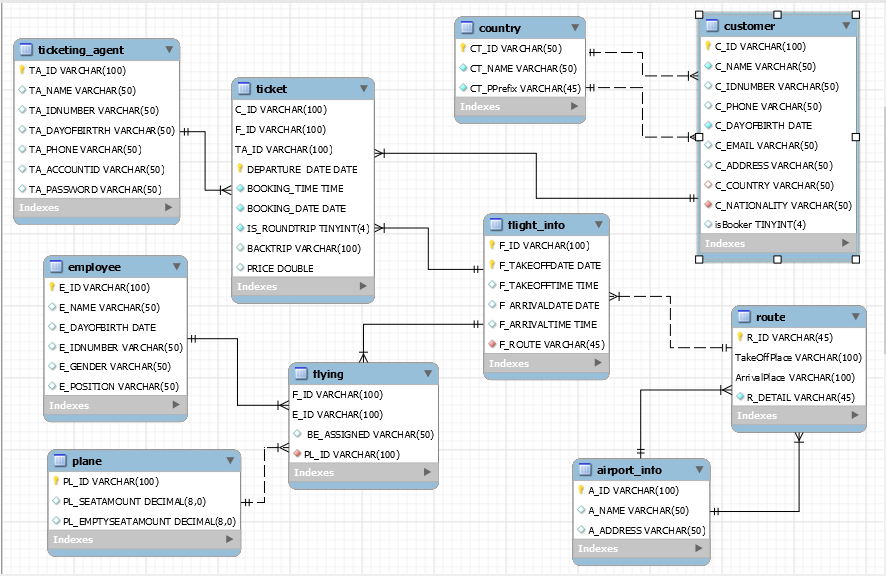 ticketing_agent
TA_ID VARCHAR(100)
TA_NAME VARCHAR(50)
TA_IDNUMBER VARCHAR(50)
TA_DAYOFBIRTRH VARCHAR(50)
TA_PHONE VARCHAR(50)
TA_ACCOUNTID VARCHAR(50)
TA_PASSWORD VARCHAR(50)
Indexes
ticket
C_ID VARCHAR(100)
F_ID VARCHAR(100)
TA_ID VARCHAR(100)
DEPARTURE_DATE DATE
BOOKING_TIME TIME
BOOKING_DATE DATE
IS_ROUNDTRIP TINYINT(4)
BACKTRIP VARCHAR(100)
PRICE DOUBLE
Indexes
country
CT_ID VARCHAR(50)
CT_NAME VARCHAR(50)
CT_PPrefix VARCHAR(45)
Indexes
customer
C_ID VARCHAR(100)
C_NAME VARCHAR(50)
C_IDNUMBER VARCHAR(50)
C_PHONE VARCHAR(50)
C_DAYOFBIRTH DATE
C_EMAIL VARCHAR(50)
C_ADDRESS VARCHAR(50)
C_COUNTRY VARCHAR(50)
C_NATIONALITY VARCHAR(50)
isBooker TINYINT(4)
Indexes
employee
E_ID VARCHAR(100)
E_NAME VARCHAR(50)
E_DAYOFBIRTH DATE
E_IDNUMBER VARCHAR(50)
E_GENDER VARCHAR(50)
E_POSITION VARCHAR(50)
Indexes
flight_info
F_ID VARCHAR(100)
F_TAKEOFFDATE DATE
F_TAKEOFFTIME TIME
F_ARRIVALDATE DATE
F_ARRIVALTIME TIME
F_ROUTE VARCHAR(45)
Indexes
route
R_ID VARCHAR(45)
TakeOffPlace VARCHAR(100)
ArrivalPlace VARCHAR(100)
R_DETAIL VARCHAR(45)
Indexes
flying
F_ID VARCHAR(100)
E_ID VARCHAR(100)
BE_ASSIGNED VARCHAR(50)
PL_ID VARCHAR(100)
Indexes
plane
PL_ID VARCHAR(100)
PL_SEATAMOUNT DECIMAL(8,0)
PL_EMPTYSEATAMOUNT DECIMAL(8,0)
Indexes
airport_info
A_ID VARCHAR(100)
A_NAME VARCHAR(50)
A_ADDRESS VARCHAR(50)
Indexes